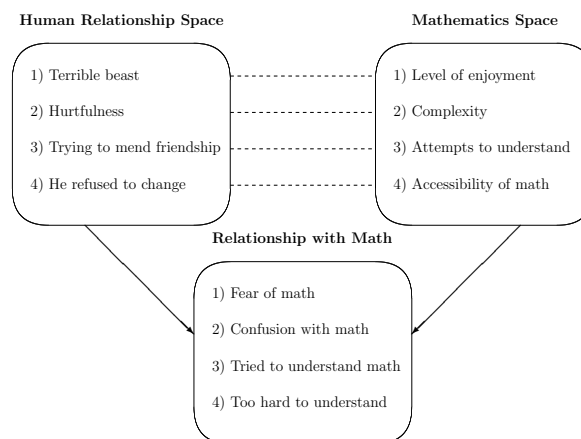 Human Relationship Space
1) Terrible beast
2) Hurtfulness
3) Trying to mend friendship
4) He refused to change
Mathematics Space
1) Level of enjoyment
2) Complexity
3) Attempts to understand
4) Accessibility of math
Relationship with Math
1) Fear of math
2) Confusion with math
3) Tried to understand math
4) Too hard to understand